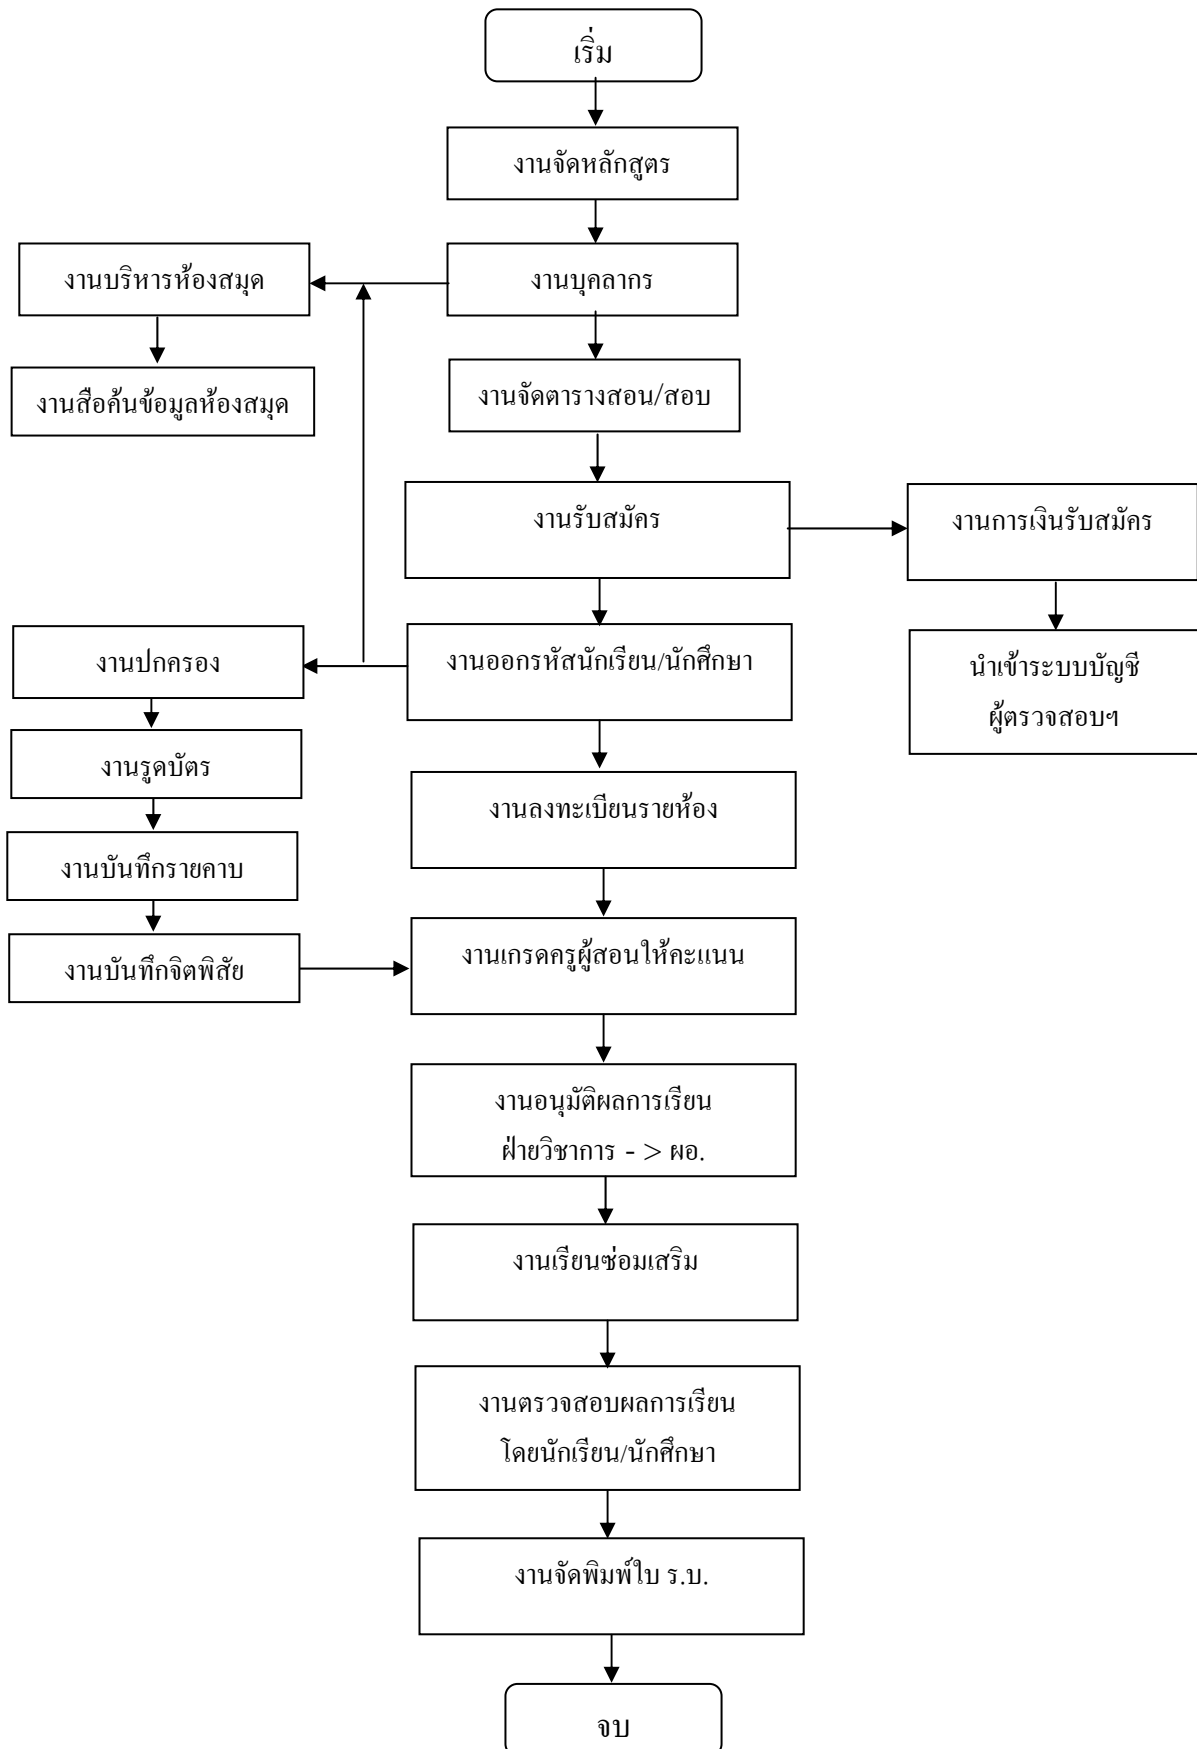 เริ่ม
งานจัดหลักสูตร
งานบริหารห้องสมุด
งานบุคลากร
งานสือค้นข้อมูลห้องสมุด
งานจัดตารางสอน/สอบ
งานรับสมัคร
งานการเงินรับสมัคร
งานปกครอง
งานออกรหัสนักเรียน/นักศึกษา
นำเข้าระบบบัญชี
ผู้ตรวจสอบฯ
งานรูดบัตร
งานลงทะเบียนรายห้อง
งานบันทึกรายคาบ
งานบันทึกจิตพิสัย
งานเกรดครูผู้สอนให้คะแนน
งานอนุมัติผลการเรียน
ฝ่ายวิชาการ - > ผอ.
งานเรียนซ่อมเสริม
งานตรวจสอบผลการเรียน
โดยนักเรียน/นักศึกษา
งานจัดพิมพ์ใบ ร.บ.
จบ